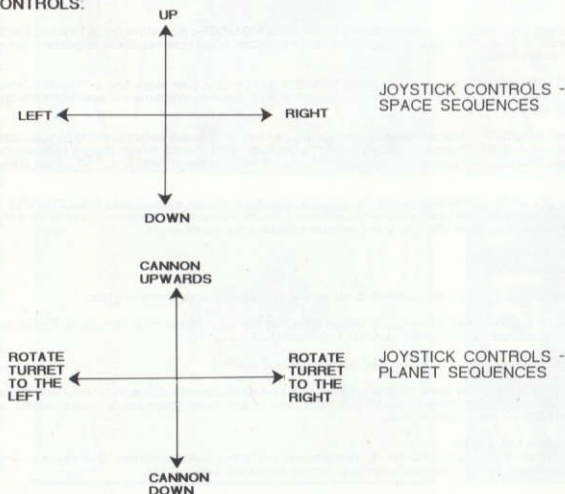 ONTROLS:
UP
LEFT
RIGHT
JOYSTICK CONTROLS -
SPACE SEQUENCES
DOWN
CANNON
UPWARDS
ROTATE
TURRET
TO THE
LEFT
ROTATE
TURRET
TO THE
RIGHT
JOYSTICK CONTROLS -
PLANET SEQUENCES
CANNON
DOWN